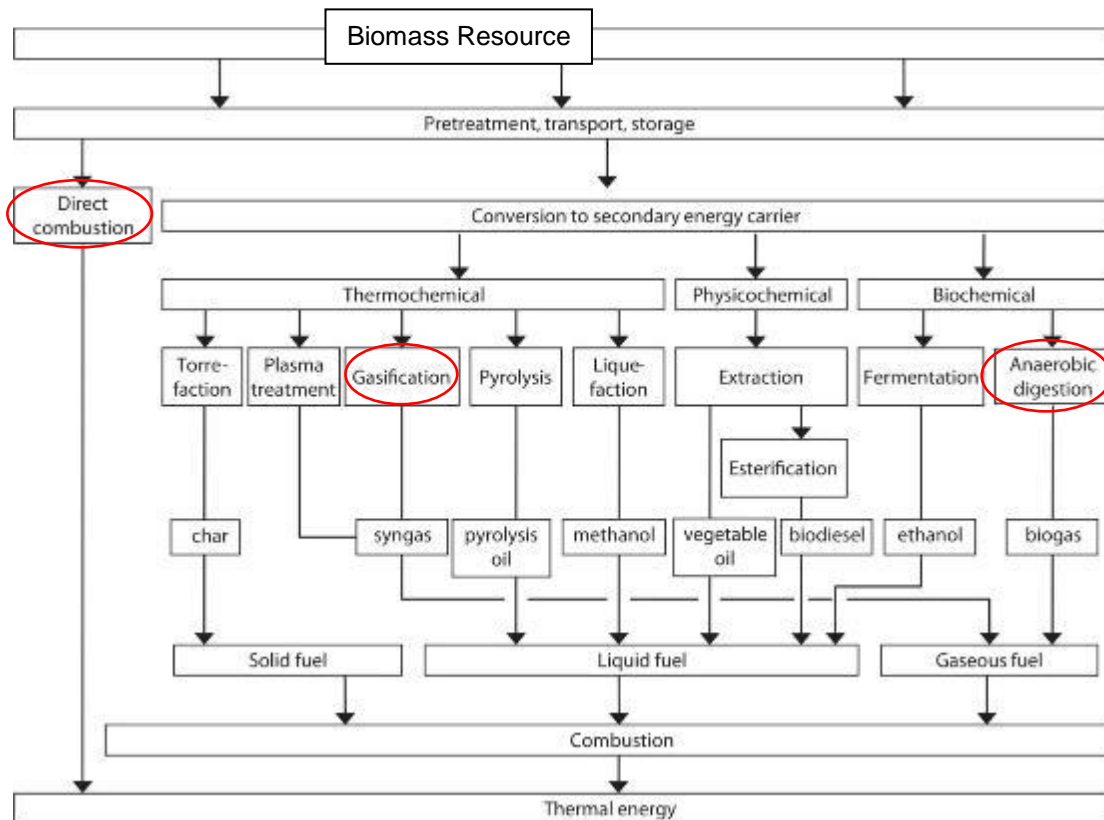 Biomass Resource
Pretreatment, transport, storage
Direct
combustion
Conversion to secondary energy carrier
Thermochemical
Physicochemical
Biochemical
Torre-
faction
Plasma
treatment
Gasification
Pyrolysis
Lique-
faction
Extraction
Fermentation
Anaerobic
digestion
Esterification
char
syngas
pyrolysis
oil
methanol
vegetable
oil
biodiesel
ethanol
biogas
Solid fuel
Liquid fuel
Gaseous fuel
Combustion
Thermal energy